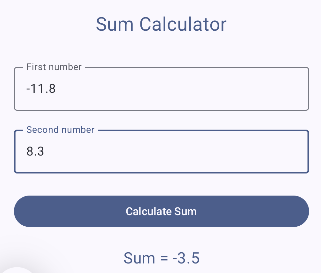 Sum Calculator
First number
-11.8
Second number
8.3
Calculate Sum
Sum = -3.5